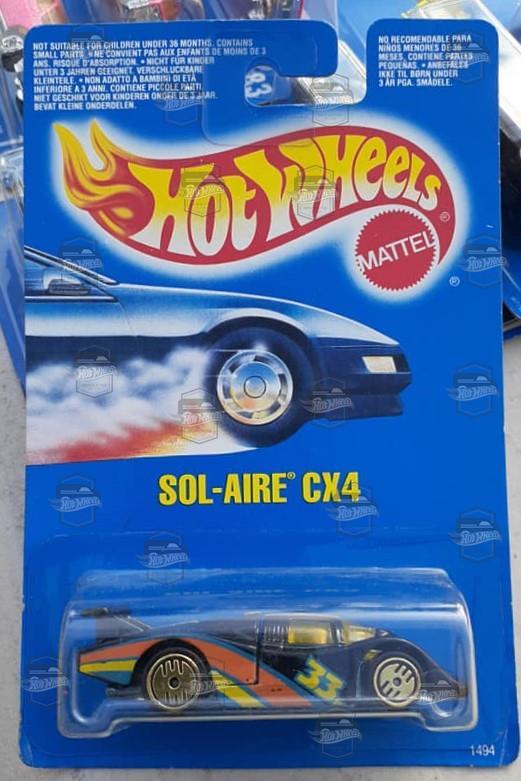 NOT SUITABLE FOR CHILDREN UNDER 36 MONTHS. CONTAINS
SMALL PARTS. • NE CONVIENT PAS AUX ENFANTS DE MOINS DE 3
ANS. RISQUE D'ABSORPTION. • NICHT FÜR KINDER
UNTER 3 JAHREN GEEIGNET. VERSCHLUCKBARE
KLEINTEILE. • NON ADATTO A BAMBINI DI ETÀ
INFERIORE A 3 ANNI. CONTIENE PICCOLE PARTI.
NIET GESCHIKT VOOR KINDEREN ONDER DE 3 JAAR.
BEVAT KLEINE ONDERDELEN.
NO RECOMENDABLE PARA
NIÑOS MENORES DE 36
MESES, CONTIENE PARTES
PEQUEÑAS. • ANBEFALES
IKKE TIL BØRN UNDER
3 ÅR PGA. SMÅDELE.
HOT WHEELS®
MATTEL®
SOL-AIRE® CX4
33
1494